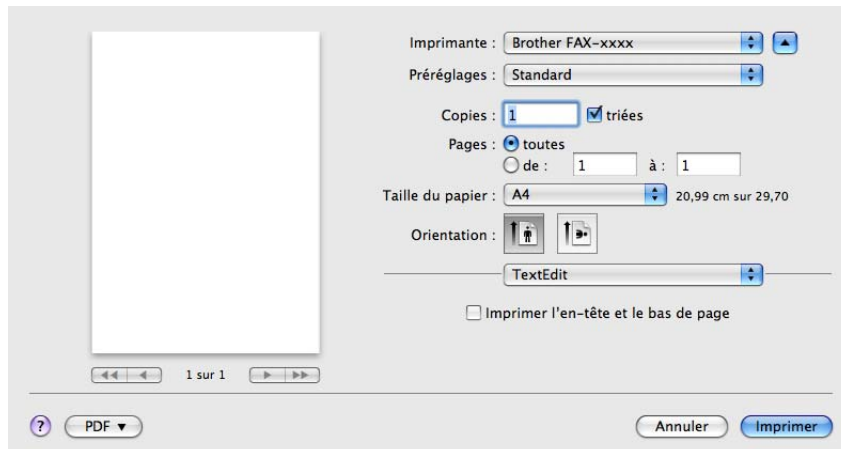 Imprimante : Brother FAX-xxxx
Préréglages : Standard
Copies : 1 triées
Pages : toutes
de : 1 à : 1
Taille du papier : A4 20,99 cm sur 29,70
Orientation :
TextEdit
Imprimer l'en-tête et le bas de page
1 sur 1
? PDF ▼ Annuler Imprimer